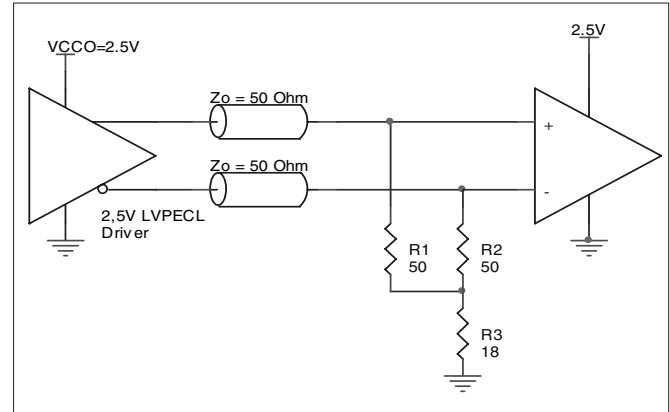 VCCO=2.5V
2.5V
Zo = 50 Ohm
Zo = 50 Ohm
+
-
2,5V LVPECL
Driver
R1
50
R2
50
R3
18